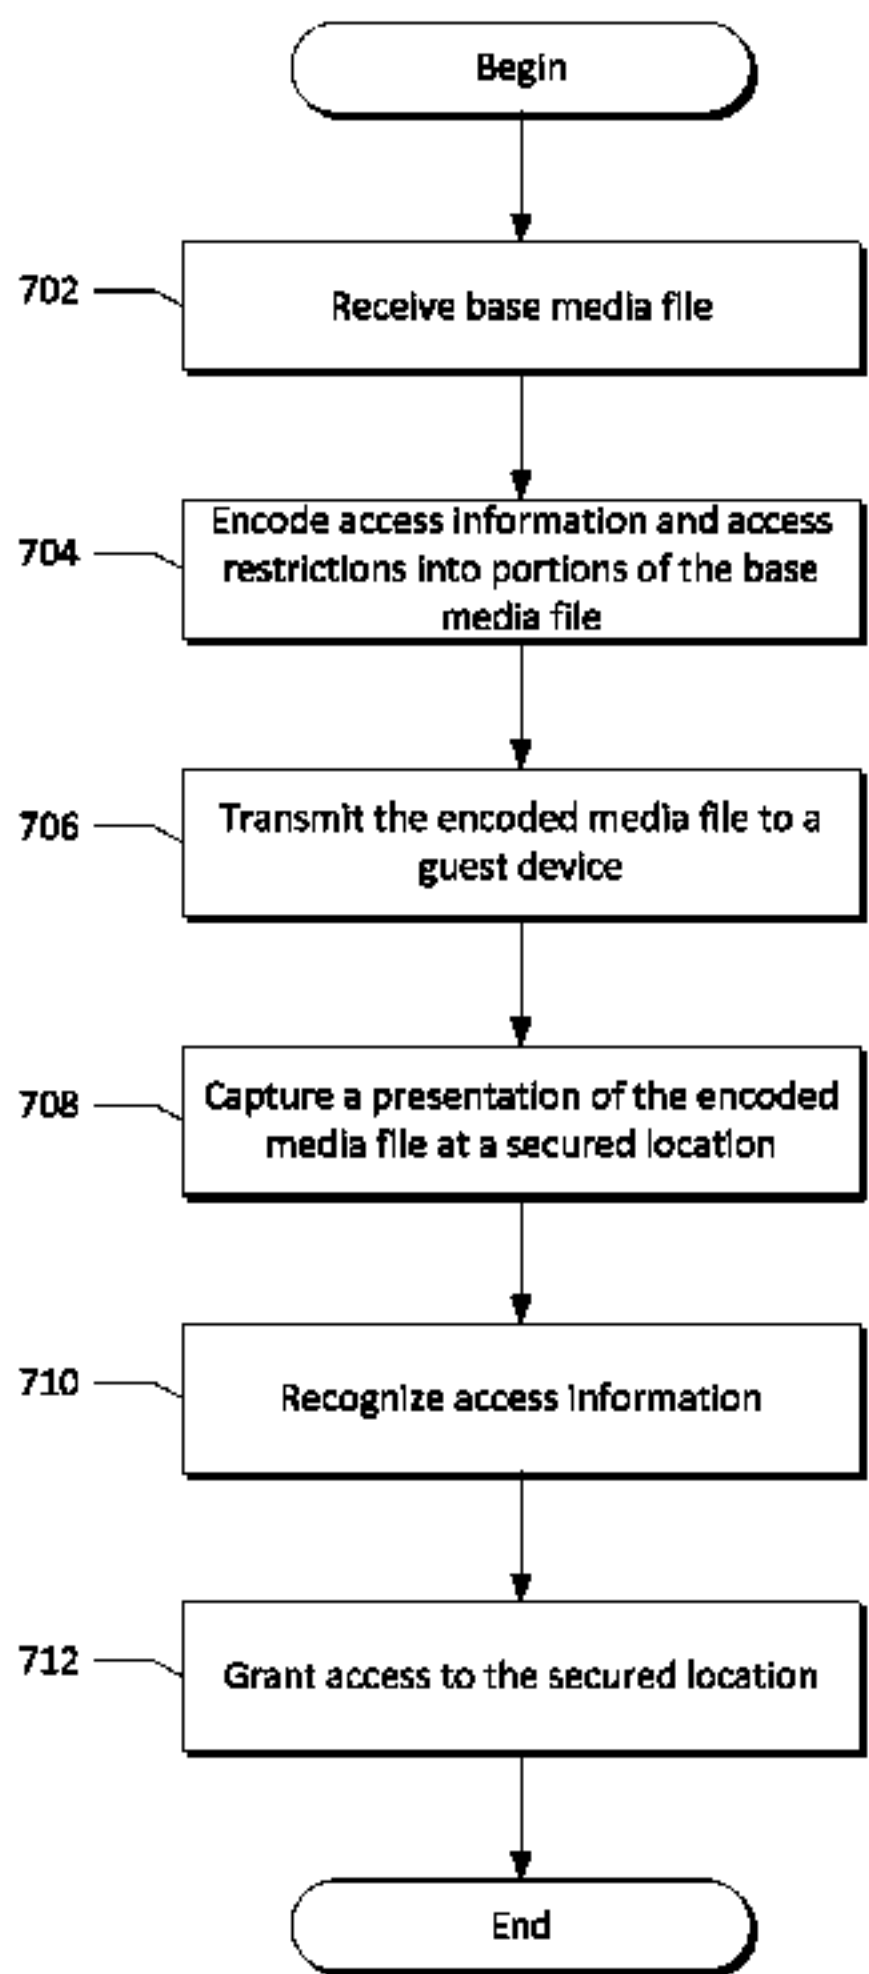 Begin
702
Receive base media file
704
Encode access information and access
restrictions into portions of the base
media file
706
Transmit the encoded media file to a
guest device
708
Capture a presentation of the encoded
media file at a secured location
710
Recognize access information
712
Grant access to the secured location
End